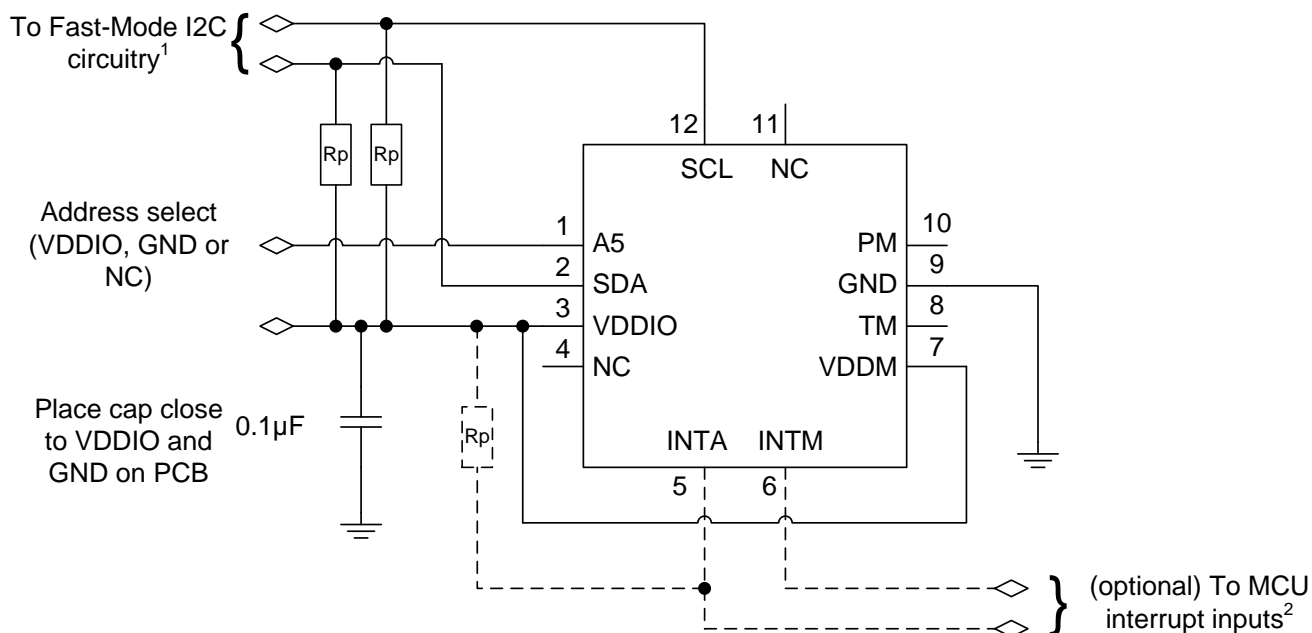 To Fast-Mode I2C
circuitry1
{
12
11
SCL
NC
Rp
Rp
Address select
(VDDIO, GND or
NC)
1
A5
2
SDA
3
VDDIO
4
NC
10
PM
9
GND
8
TM
7
VDDM
Place cap close
to VDDIO and
GND on PCB
0.1µF
Rp
INTA
INTM
5
6
}
(optional) To MCU
interrupt inputs2